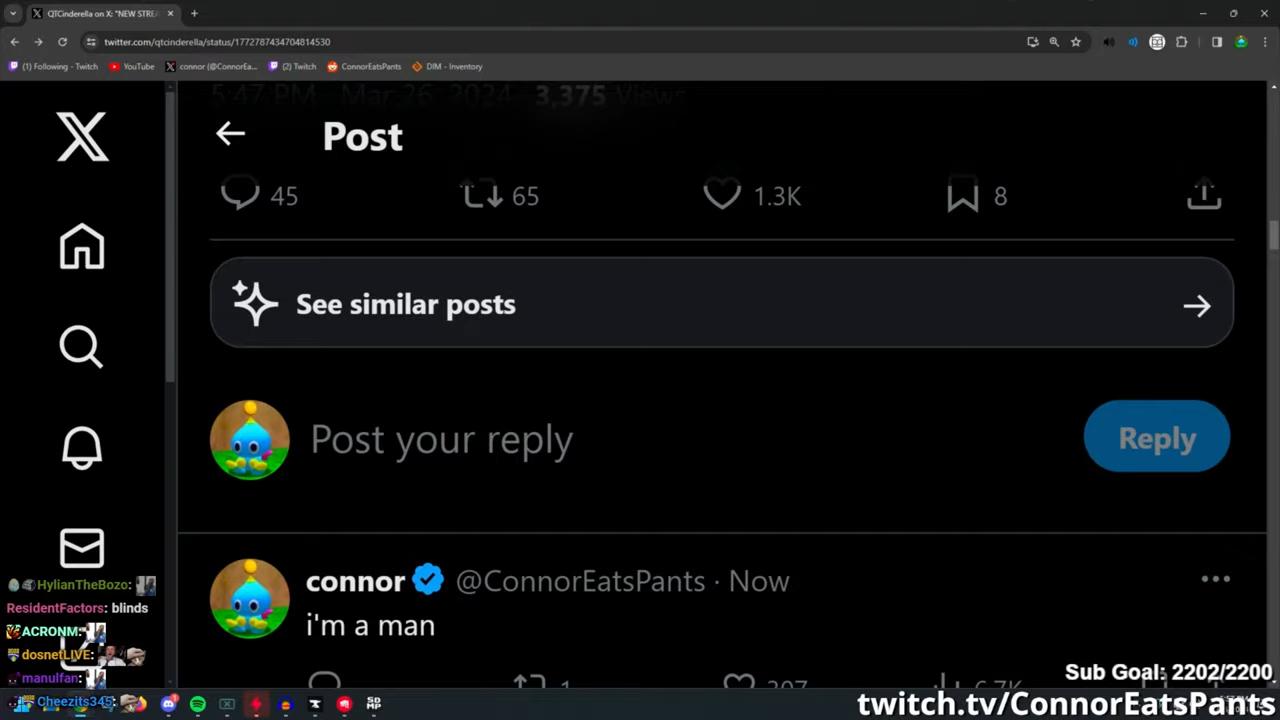 QTCinderella on X: "NEW STREA
twitter.com/qtcinderella/status/1772787434704814530
(1) Following - Twitch
YouTube
connor (@ConnorEa...
(2) Twitch
ConnorEatsPants
DIM - Inventory
5:47 PM · Mar 26, 2024 · 3,375 Views
Post
45
65
1.3K
8
See similar posts
Post your reply
Reply
connor @ConnorEatsPants · Now
i'm a man
1
HylianTheBozo:
ResidentFactors: blinds
ACRONM:
dosnetLIVE:
manulfan:
Cheezits345:
Sub Goal: 2202/2200
twitch.tv/ConnorEatsPants